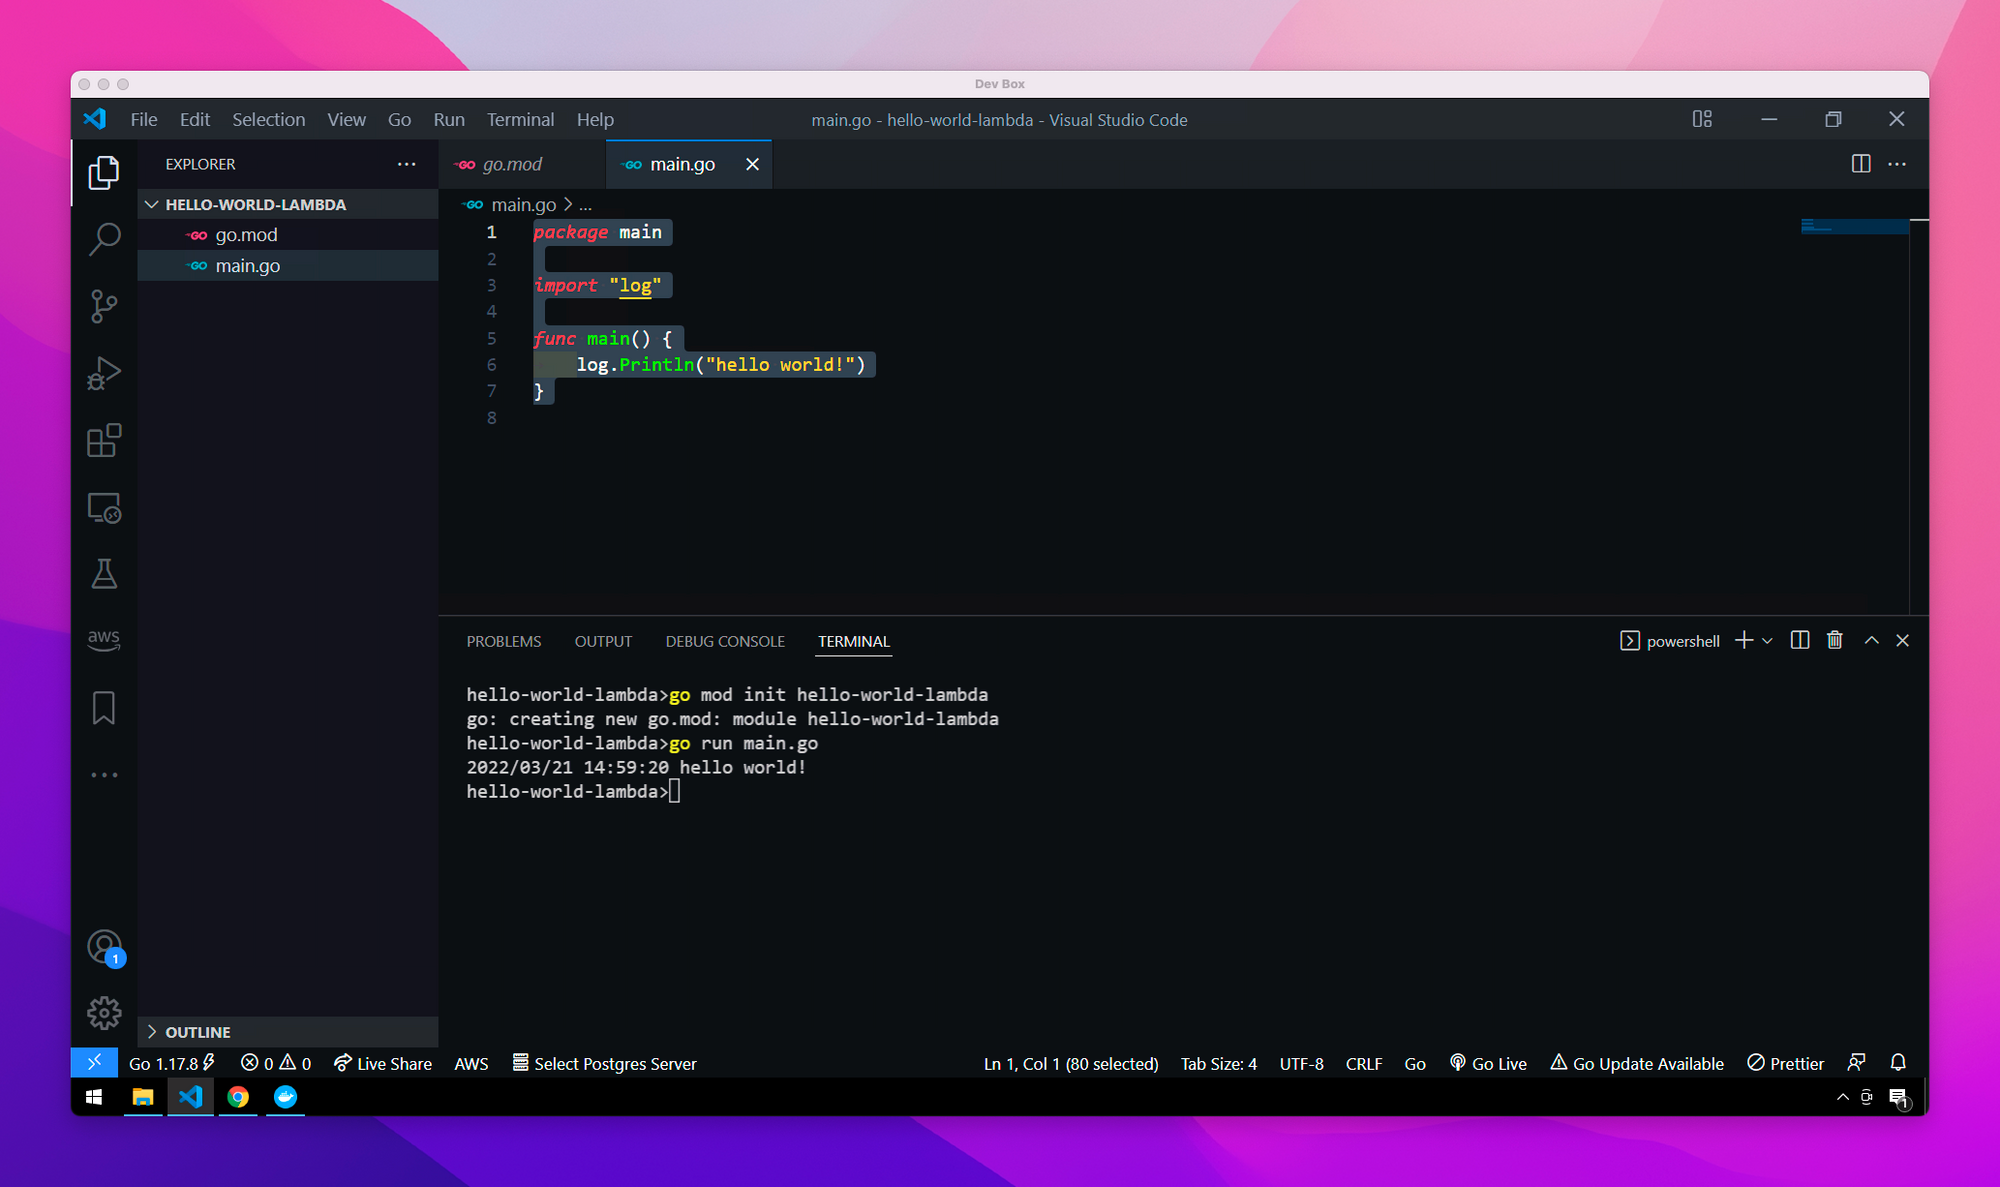 Dev Box
File Edit Selection View Go Run Terminal Help
main.go - hello-world-lambda - Visual Studio Code
EXPLORER
GO go.mod
GO main.go
HELLO-WORLD-LAMBDA
GO go.mod
GO main.go
GO main.go > ...
1 package main
2
3 import "log"
4
5 func main() {
6 log.Println("hello world!")
7 }
8
aws
PROBLEMS OUTPUT DEBUG CONSOLE TERMINAL
powershell
hello-world-lambda>go mod init hello-world-lambda
go: creating new go.mod: module hello-world-lambda
hello-world-lambda>go run main.go
2022/03/21 14:59:20 hello world!
hello-world-lambda>
1
OUTLINE
Go 1.17.8 0 0 Live Share AWS Select Postgres Server Ln 1, Col 1 (80 selected) Tab Size: 4 UTF-8 CRLF Go Go Live Go Update Available Prettier
1